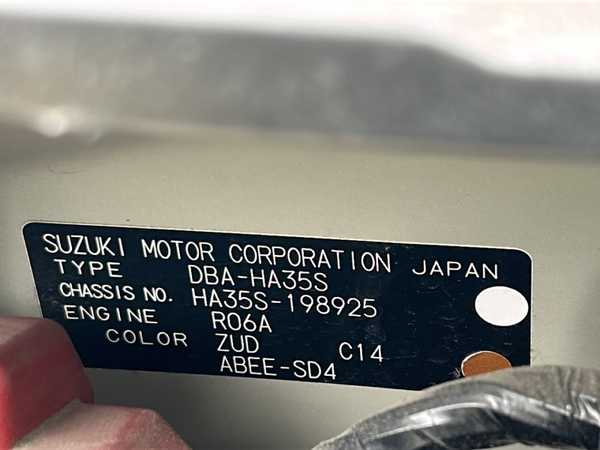 SUZUKI MOTOR CORPORATION JAPAN
TYPE DBA-HA35S
CHASSIS NO. HA35S-198925
ENGINE R06A
COLOR ZUD C14
ABEE-SD4